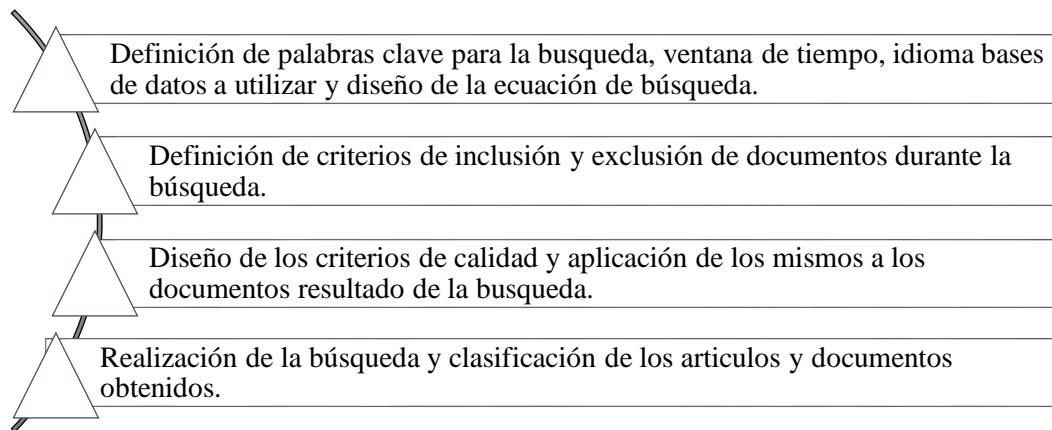 Definición de palabras clave para la busqueda, ventana de tiempo, idioma bases
de datos a utilizar y diseño de la ecuación de búsqueda.
Definición de criterios de inclusión y exclusión de documentos durante la
búsqueda.
Diseño de los criterios de calidad y aplicación de los mismos a los
documentos resultado de la busqueda.
Realización de la búsqueda y clasificación de los articulos y documentos
obtenidos.